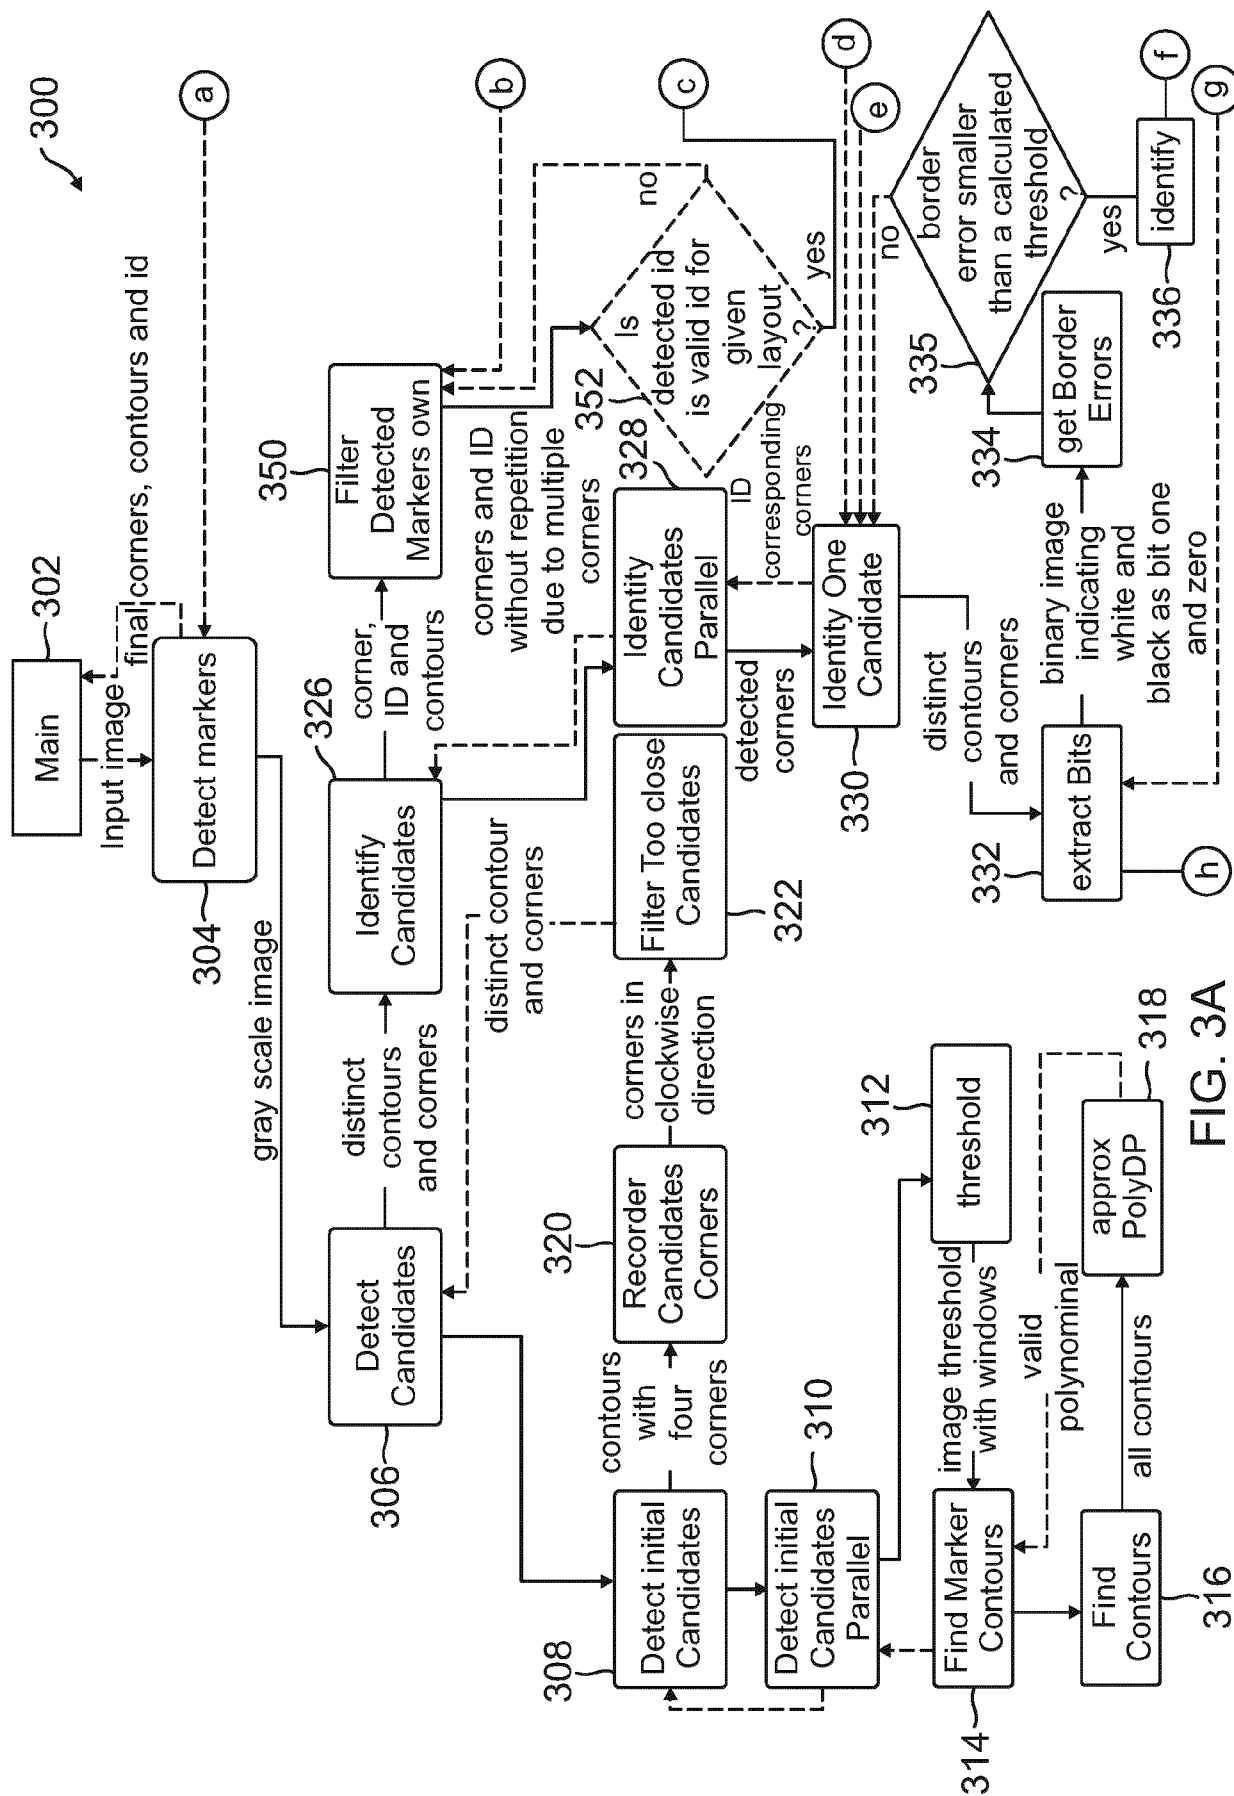 300
Main
302
Input image
final corners, contours and id
Detect markers
304
a
gray scale image
Detect
Candidates
306
distinct
contours
and corners
Identify
Candidates
326
corner,
ID and
contours
Filter
Detected
Markers own
350
b
distinct contour
and corners
corners and ID
without repetition
due to multiple
corners
Is
detected id
is valid id for
given
layout
?
352
no
yes
c
Detect initial
Candidates
308
contours
with
four
corners
Recorder
Candidates
Corners
320
corners in
clockwise
direction
Filter Too close
Candidates
322
Identity
Candidates
Parallel
328
detected
corners
ID
corresponding
corners
Detect initial
Candidates
Parallel
310
Identify One
Candidate
330
d
e
threshold
312
image threshold
with windows
Find Marker
Contours
314
valid
polynominal
Find
Contours
316
all contours
approx
PolyDP
318
distinct
contours
and corners
extract Bits
332
h
binary image
indicating
white and
black as bit one
and zero
get Border
Errors
334
border
error smaller
than a calculated
threshold
?
335
no
yes
identify
336
f
g
FIG. 3A